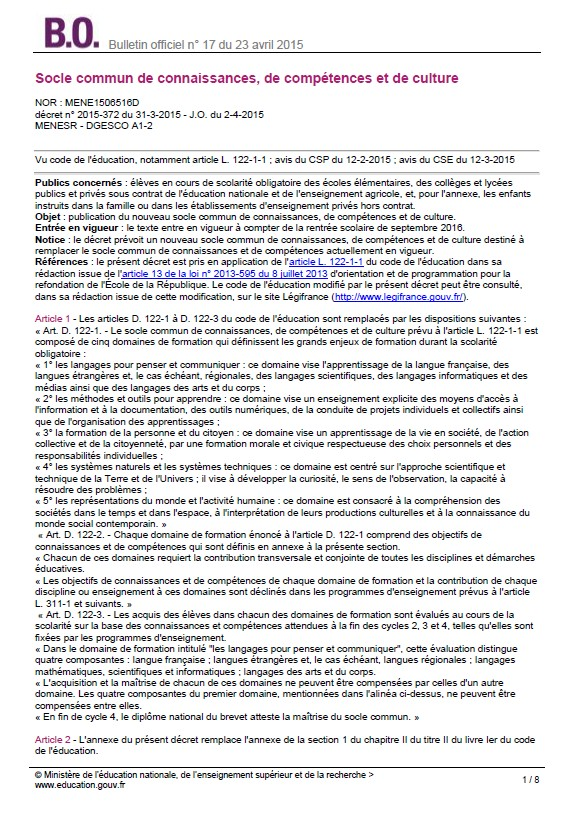 B.O. Bulletin officiel n° 17 du 23 avril 2015
Socle commun de connaissances, de compétences et de culture
NOR : MENE1506516D
décret n° 2015-372 du 31-3-2015 - J.O. du 2-4-2015
MENESR - DGESCO A1-2
Vu code de l'éducation, notamment article L. 122-1-1 ; avis du CSP du 12-2-2015 ; avis du CSE du 12-3-2015
Publics concernés : élèves en cours de scolarité obligatoire des écoles élémentaires, des collèges et lycées
publics et privés sous contrat de l'éducation nationale et de l'enseignement agricole, et, pour l'annexe, les enfants
instruits dans la famille ou dans les établissements d'enseignement privés hors contrat.
Objet : publication du nouveau socle commun de connaissances, de compétences et de culture.
Entrée en vigueur : le texte entre en vigueur à compter de la rentrée scolaire de septembre 2016.
Notice : le décret prévoit un nouveau socle commun de connaissances, de compétences et de culture destiné à
remplacer le socle commun de connaissances et de compétences actuellement en vigueur.
Références : le présent décret est pris en application de l'article L. 122-1-1 du code de l'éducation dans sa
rédaction issue de l'article 13 de la loi n° 2013-595 du 8 juillet 2013 d'orientation et de programmation pour la
refondation de l'École de la République. Le code de l'éducation modifié par le présent décret peut être consulté,
dans sa rédaction issue de cette modification, sur le site Légifrance (http://www.legifrance.gouv.fr/).
Article 1 - Les articles D. 122-1 à D. 122-3 du code de l'éducation sont remplacés par les dispositions suivantes :
« Art. D. 122-1. - Le socle commun de connaissances, de compétences et de culture prévu à l'article L. 122-1-1 est
composé de cinq domaines de formation qui définissent les grands enjeux de formation durant la scolarité
obligatoire :
« 1° les langages pour penser et communiquer : ce domaine vise l'apprentissage de la langue française, des
langues étrangères et, le cas échéant, régionales, des langages scientifiques, des langages informatiques et des
médias ainsi que des langages des arts et du corps ;
« 2° les méthodes et outils pour apprendre : ce domaine vise un enseignement explicite des moyens d'accès à
l'information et à la documentation, des outils numériques, de la conduite de projets individuels et collectifs ainsi
que de l'organisation des apprentissages ;
« 3° la formation de la personne et du citoyen : ce domaine vise un apprentissage de la vie en société, de l'action
collective et de la citoyenneté, par une formation morale et civique respectueuse des choix personnels et des
responsabilités individuelles ;
« 4° les systèmes naturels et les systèmes techniques : ce domaine est centré sur l'approche scientifique et
technique de la Terre et de l'Univers ; il vise à développer la curiosité, le sens de l'observation, la capacité à
résoudre des problèmes ;
« 5° les représentations du monde et l'activité humaine : ce domaine est consacré à la compréhension des
sociétés dans le temps et dans l'espace, à l'interprétation de leurs productions culturelles et à la connaissance du
monde social contemporain. »
« Art. D. 122-2. - Chaque domaine de formation énoncé à l'article D. 122-1 comprend des objectifs de
connaissances et de compétences qui sont définis en annexe à la présente section.
« Chacun de ces domaines requiert la contribution transversale et conjointe de toutes les disciplines et démarches
éducatives.
« Les objectifs de connaissances et de compétences de chaque domaine de formation et la contribution de chaque
discipline ou enseignement à ces domaines sont déclinés dans les programmes d'enseignement prévus à l'article
L. 311-1 et suivants. »
« Art. D. 122-3. - Les acquis des élèves dans chacun des domaines de formation sont évalués au cours de la
scolarité sur la base des connaissances et compétences attendues à la fin des cycles 2, 3 et 4, telles qu'elles sont
fixées par les programmes d'enseignement.
« Dans le domaine de formation intitulé "les langages pour penser et communiquer", cette évaluation distingue
quatre composantes : langue française ; langues étrangères et, le cas échéant, langues régionales ; langages
mathématiques, scientifiques et informatiques ; langages des arts et du corps.
« L'acquisition et la maîtrise de chacun de ces domaines ne peuvent être compensées par celles d'un autre
domaine. Les quatre composantes du premier domaine, mentionnées dans l'alinéa ci-dessus, ne peuvent être
compensées entre elles.
« En fin de cycle 4, le diplôme national du brevet atteste la maîtrise du socle commun. »
Article 2 - L'annexe du présent décret remplace l'annexe de la section 1 du chapitre II du titre II du livre Ier du code
de l'éducation.
© Ministère de l'éducation nationale, de l'enseignement supérieur et de la recherche >
www.education.gouv.fr
1 / 8